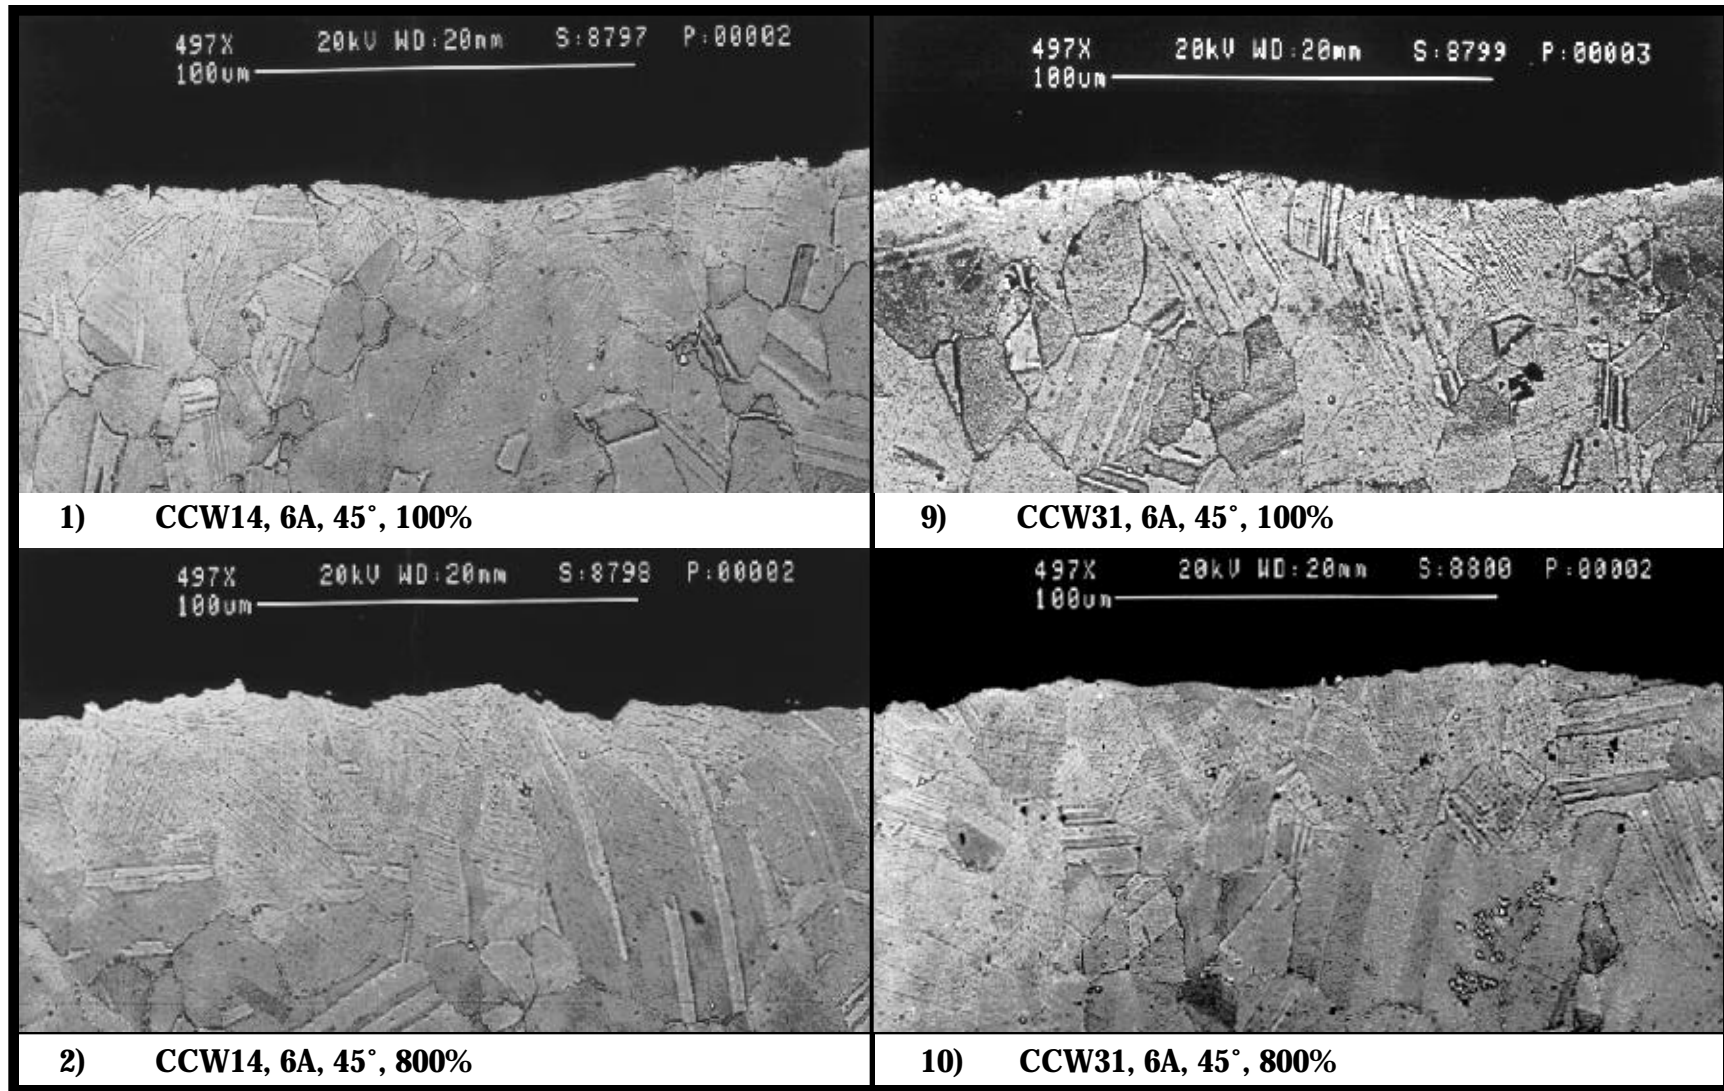 497X 20kV WD:20mm S:8797 P:00002
100um
1) CCW14, 6A, 45°, 100%
497X 20kV WD:20mm S:8799 P:00003
100um
9) CCW31, 6A, 45°, 100%
497X 20kV WD:20mm S:8798 P:00002
100um
2) CCW14, 6A, 45°, 800%
497X 20kV WD:20mm S:8800 P:00002
100um
10) CCW31, 6A, 45°, 800%